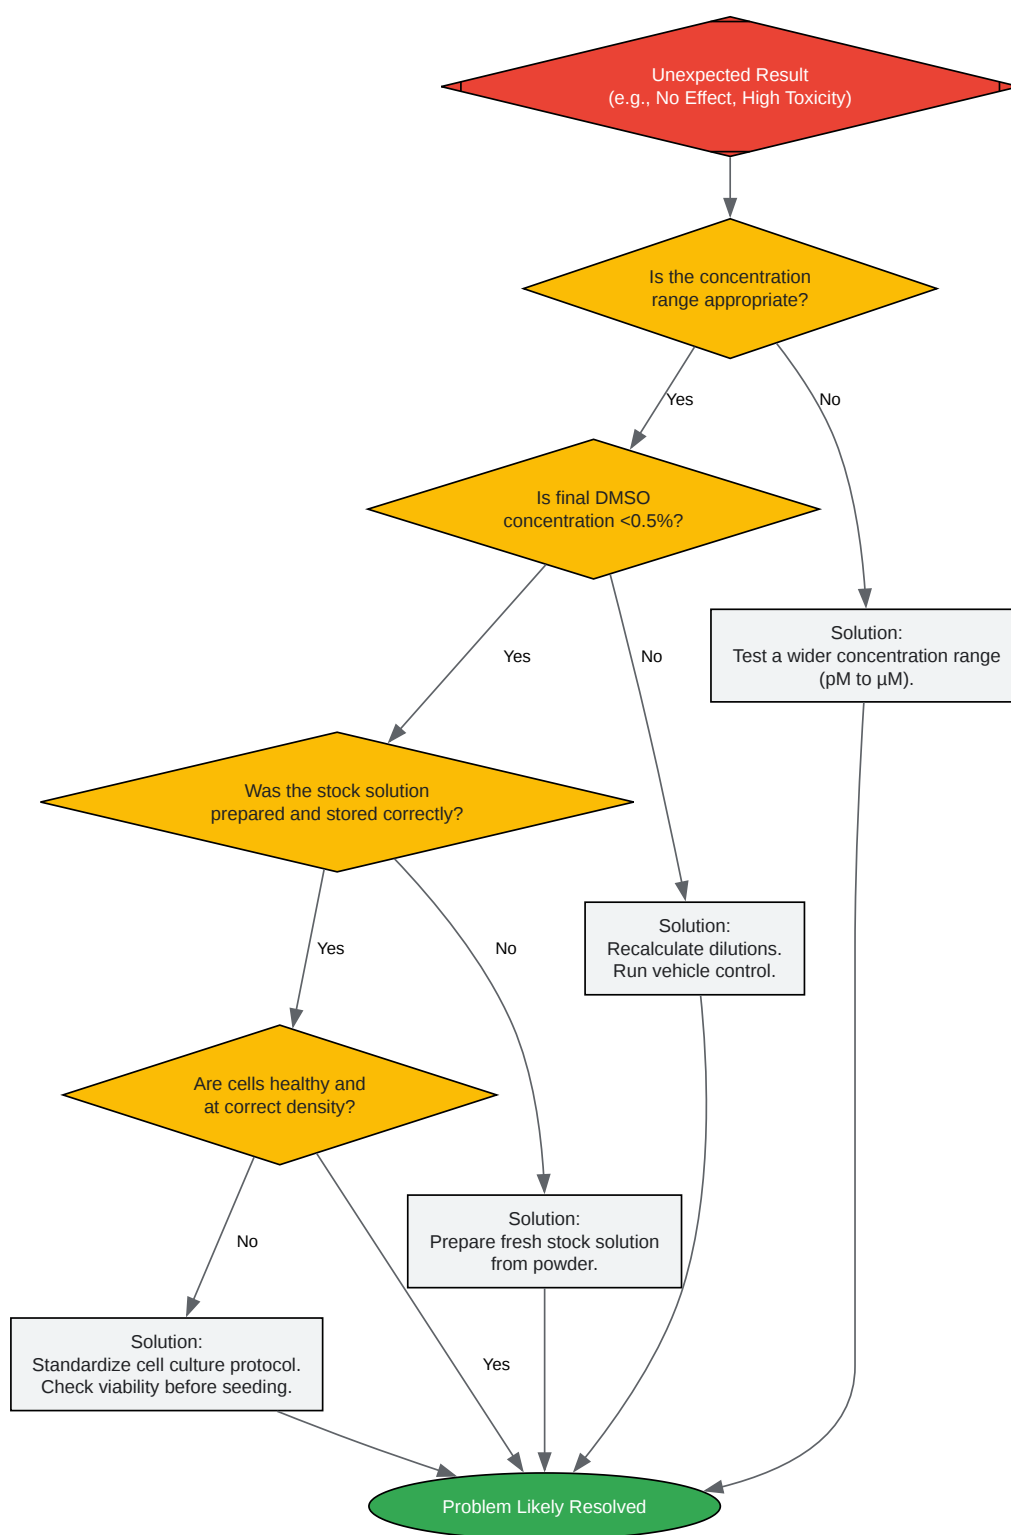 Unexpected Result
(e.g., No Effect, High Toxicity)
Is the concentration
range appropriate?
Yes
No
Is final DMSO
concentration <0.5%?
Yes
No
Solution:
Test a wider concentration range
(pM to µM).
Was the stock solution
prepared and stored correctly?
Yes
No
Solution:
Recalculate dilutions.
Run vehicle control.
Are cells healthy and
at correct density?
No
Yes
Solution:
Prepare fresh stock solution
from powder.
Solution:
Standardize cell culture protocol.
Check viability before seeding.
Problem Likely Resolved